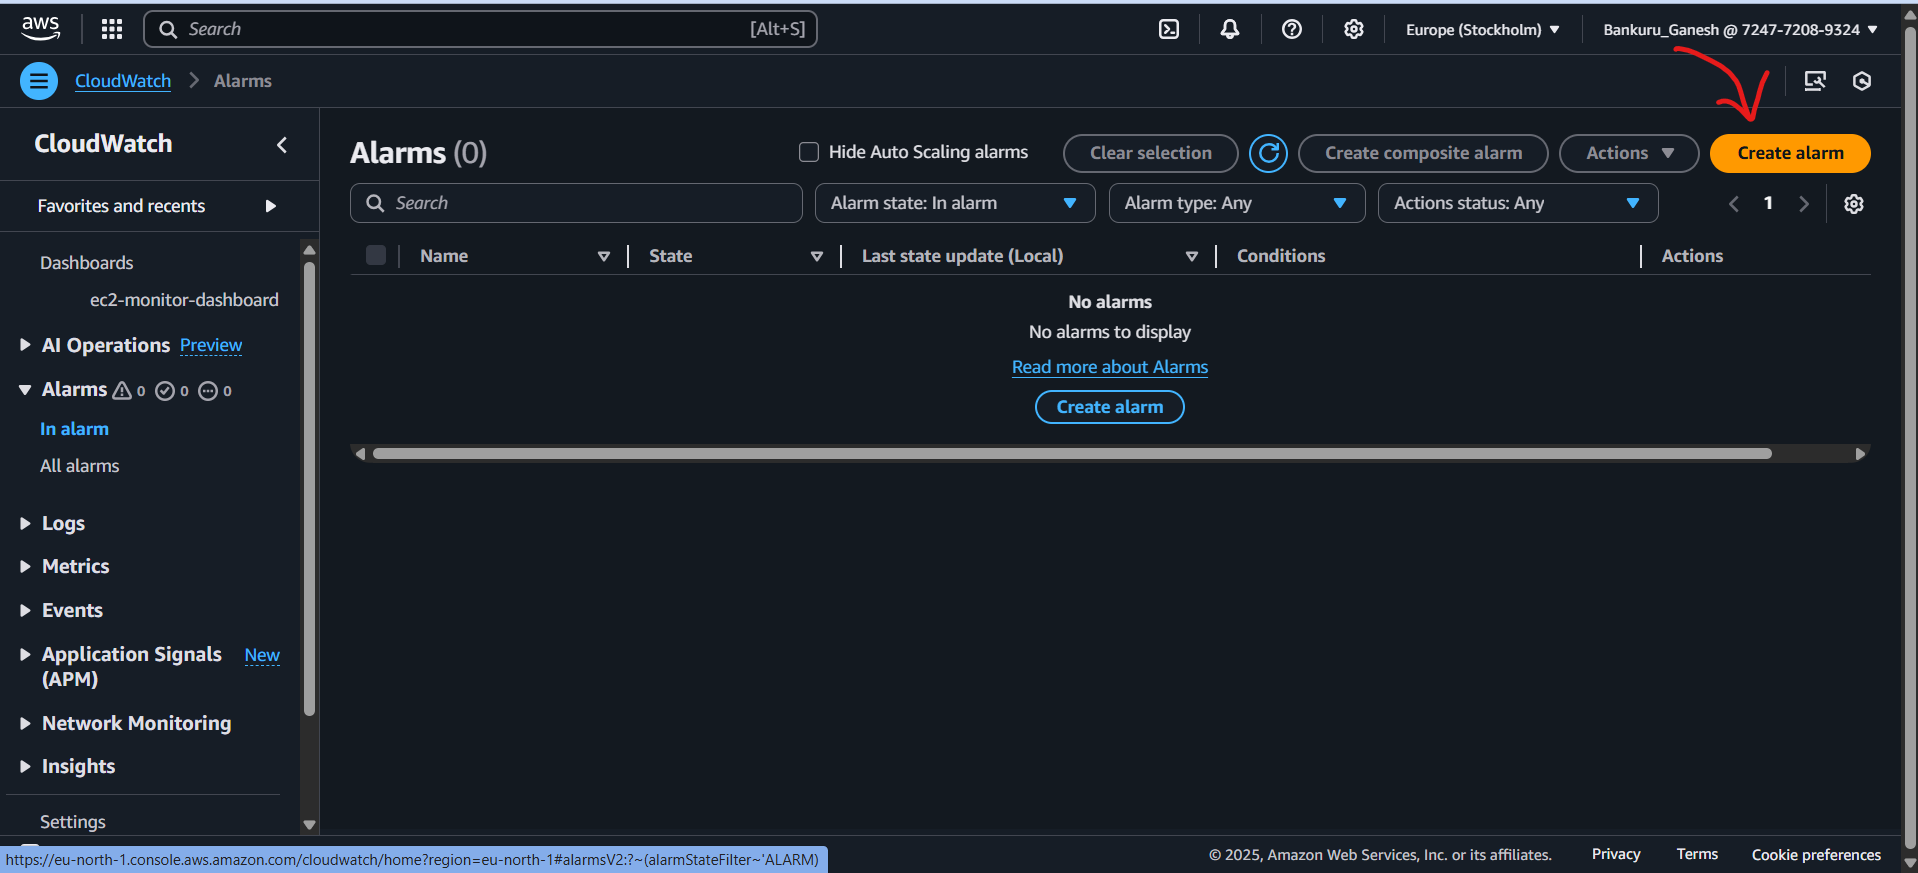 aws
Search [Alt+S]
Europe (Stockholm)
Bankuru_Ganesh @ 7247-7208-9324
CloudWatch > Alarms
CloudWatch
Favorites and recents
Dashboards
ec2-monitor-dashboard
AI Operations Preview
Alarms 0 0 0
In alarm
All alarms
Logs
Metrics
Events
Application Signals New
(APM)
Network Monitoring
Insights
Settings
Alarms (0)
Hide Auto Scaling alarms
Clear selection
Create composite alarm
Actions
Create alarm
Search
Alarm state: In alarm
Alarm type: Any
Actions status: Any
1
Name State Last state update (Local) Conditions Actions
No alarms
No alarms to display
Read more about Alarms
Create alarm
https://eu-north-1.console.aws.amazon.com/cloudwatch/home?region=eu-north-1#alarmsV2:?~(alarmStateFilter~'ALARM)
© 2025, Amazon Web Services, Inc. or its affiliates. Privacy Terms Cookie preferences